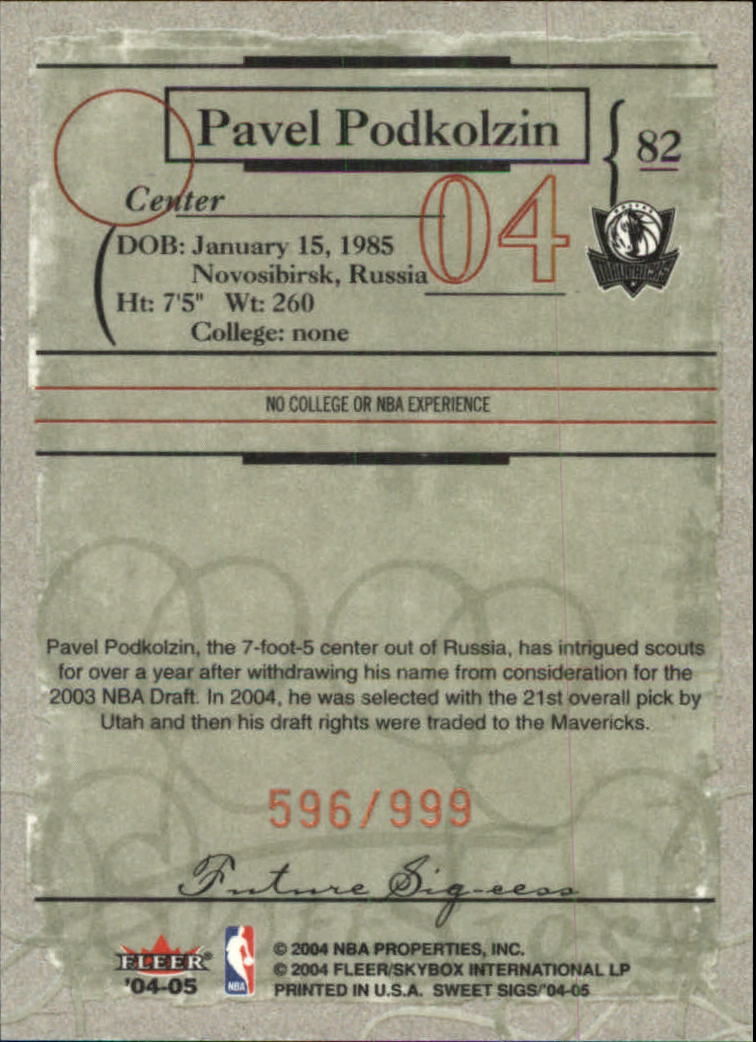 Pavel Podkolzin
82
Center
04
MAVERICKS
DOB: January 15, 1985
Novosibirsk, Russia
Ht: 7'5" Wt: 260
College: none
NO COLLEGE OR NBA EXPERIENCE
Pavel Podkolzin, the 7-foot-5 center out of Russia, has intrigued scouts
for over a year after withdrawing his name from consideration for the
2003 NBA Draft. In 2004, he was selected with the 21st overall pick by
Utah and then his draft rights were traded to the Mavericks.
596/999
Future Sig-cess
FLEER®
'04-05
NBA
© 2004 NBA PROPERTIES, INC.
© 2004 FLEER/SKYBOX INTERNATIONAL LP
PRINTED IN U.S.A. SWEET SIGS/'04-05